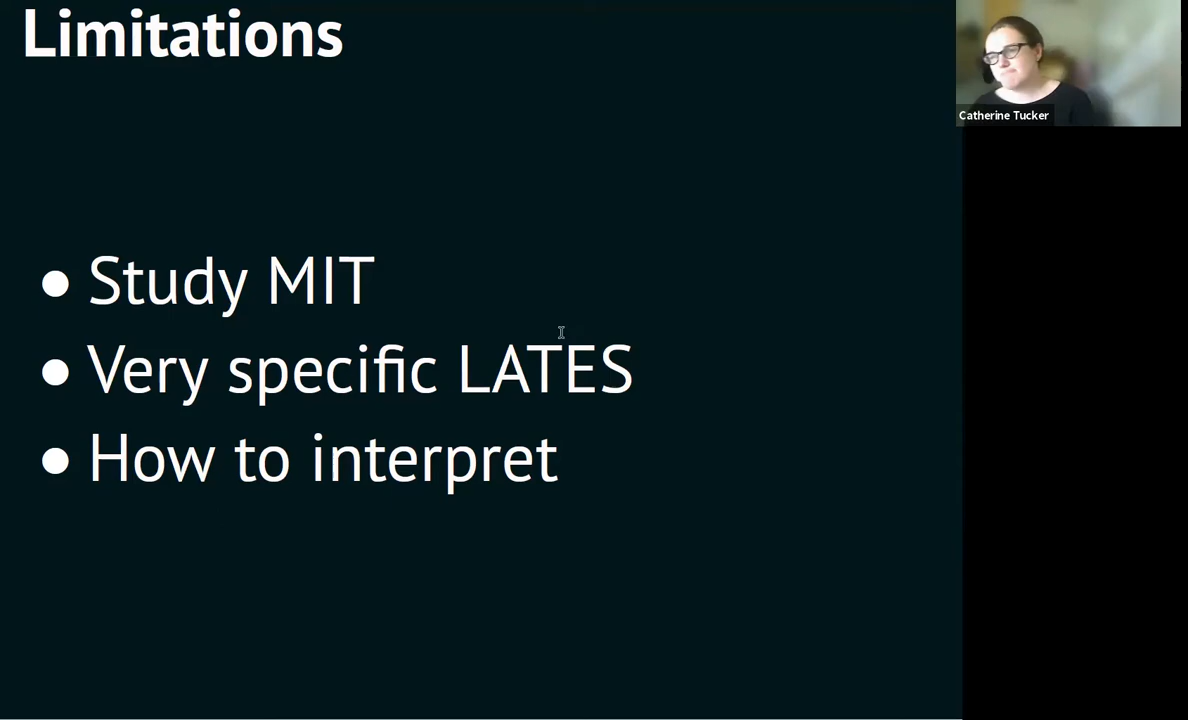 Limitations
Catherine Tucker
● Study MIT
● Very specific LATES
● How to interpret